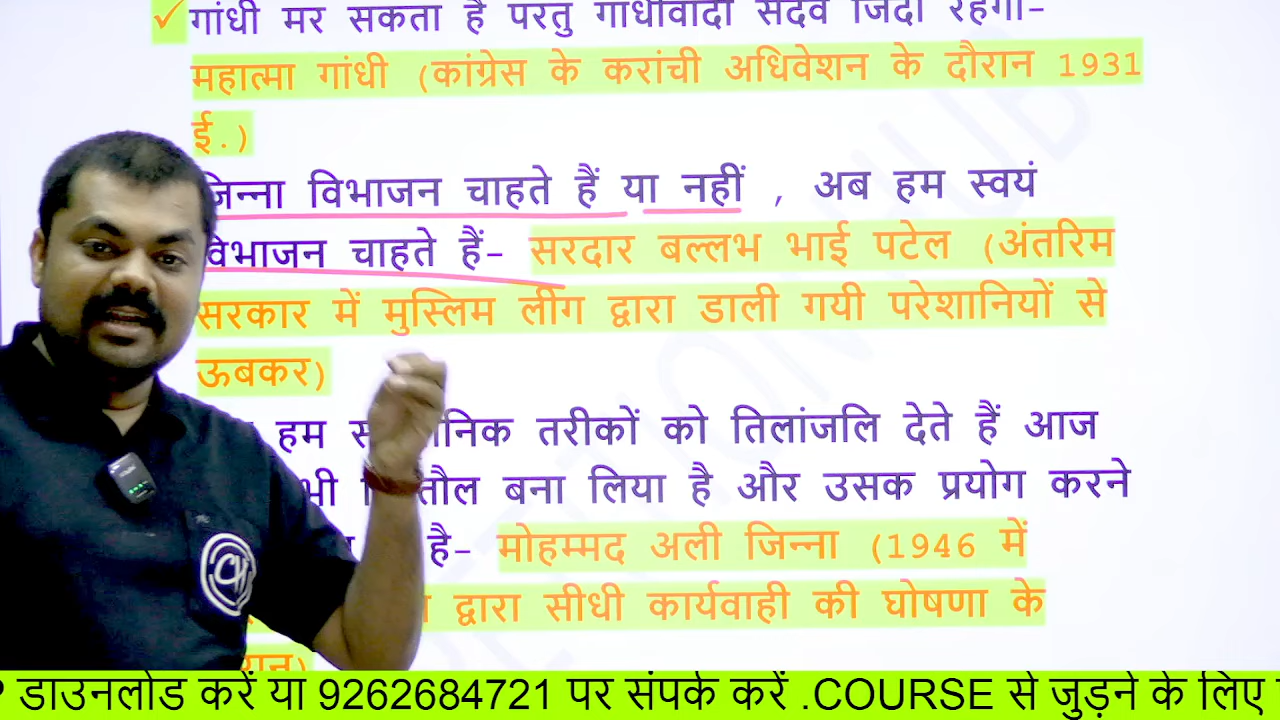 गांधी मर सकता है परंतु गांधीवादी सदैव जिंदा रहेगा-
महात्मा गांधी (कांग्रेस के करांची अधिवेशन के दौरान 1931
ई.)
जिन्ना विभाजन चाहते हैं या नहीं , अब हम स्वयं
विभाजन चाहते हैं- सरदार बल्लभ भाई पटेल (अंतरिम
सरकार में मुस्लिम लीग द्वारा डाली गयी परेशानियों से
ऊबकर)
हम तरीकों को तिलांजलि देते हैं आज
भी बना लिया है और उसक प्रयोग करने
है- मोहम्मद अली जिन्ना (1946 में
द्वारा सीधी कार्यवाही की घोषणा के
CH
डाउनलोड करें या 9262684721 पर संपर्क करें .COURSE से जुड़ने के लिए